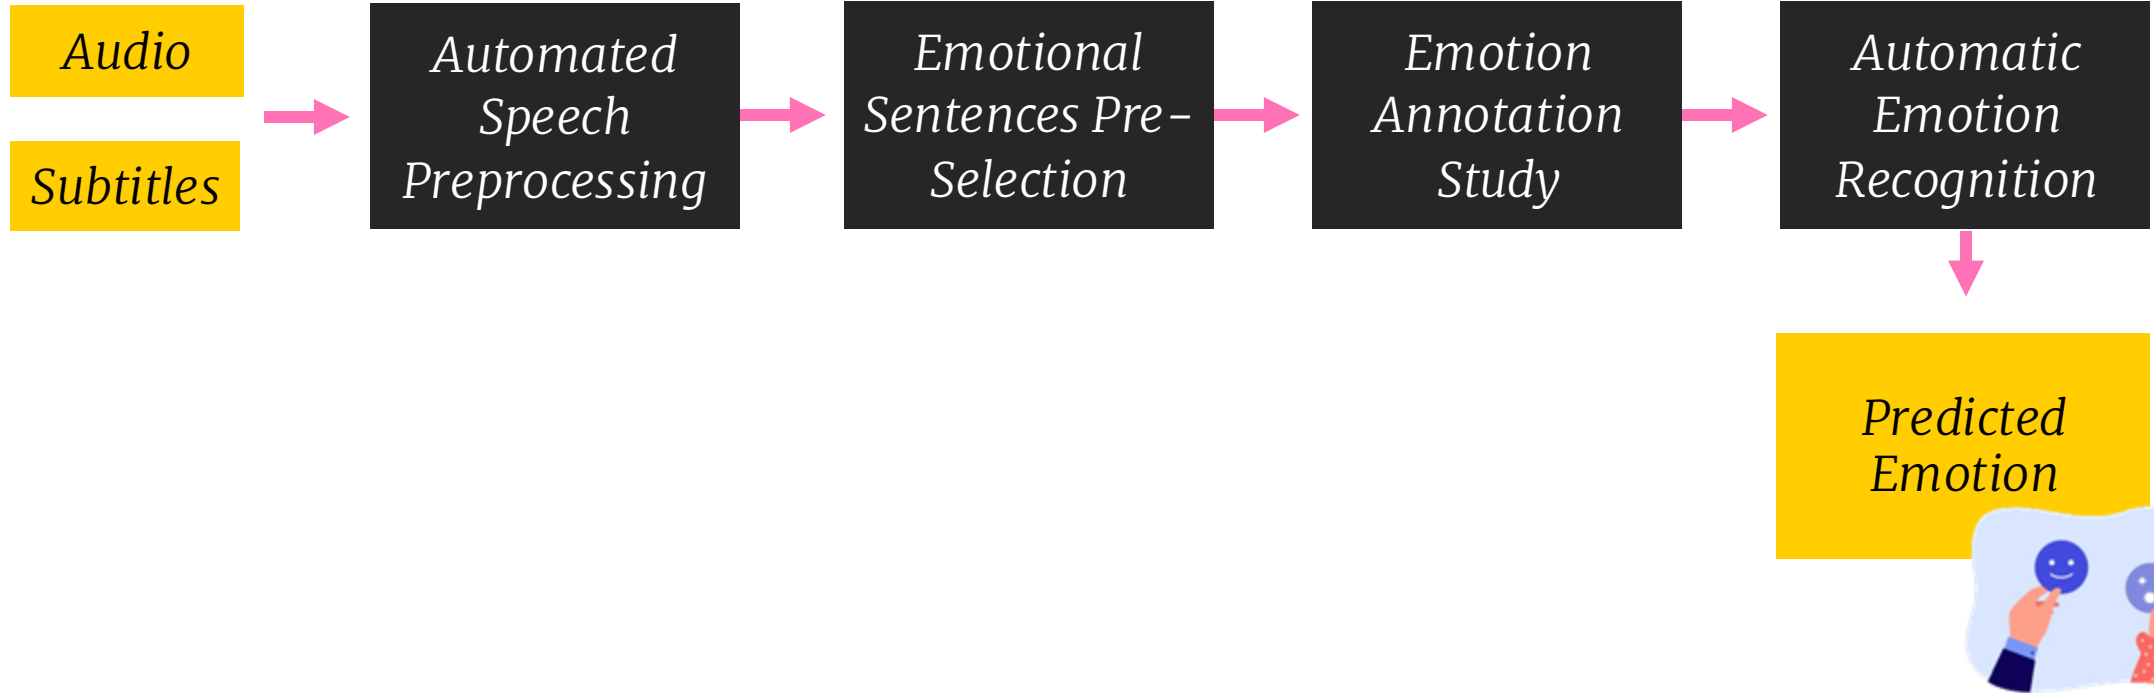 Audio
Subtitles
Automated
Speech
Preprocessing
Emotional
Sentences Pre-
Selection
Emotion
Annotation
Study
Automatic
Emotion
Recognition
Predicted
Emotion